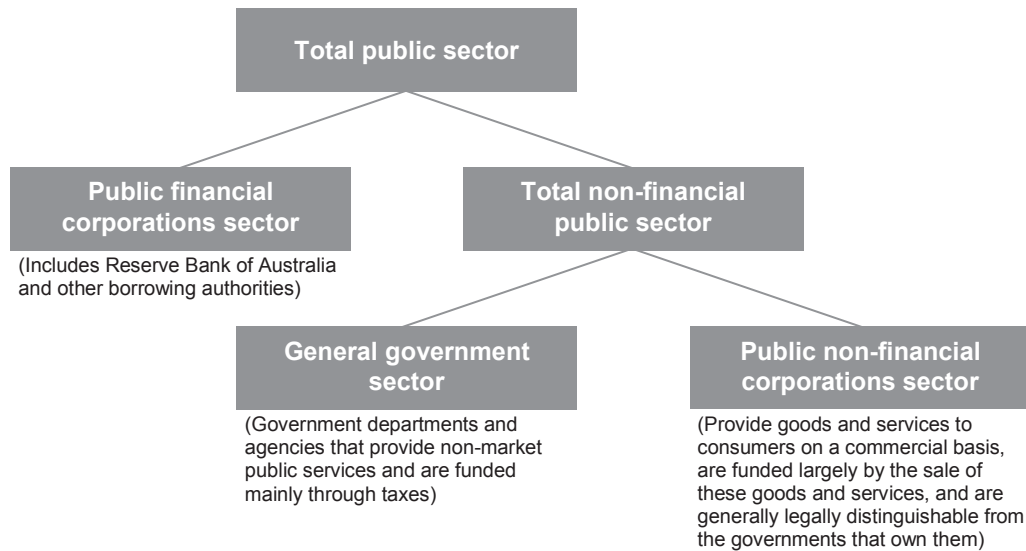 Total public sector
Public financial
corporations sector
Total non-financial
public sector
(Includes Reserve Bank of Australia
and other borrowing authorities)
General government
sector
Public non-financial
corporations sector
(Government departments and
agencies that provide non-market
public services and are funded
mainly through taxes)
(Provide goods and services to
consumers on a commercial basis,
are funded largely by the sale of
these goods and services, and are
generally legally distinguishable from
the governments that own them)